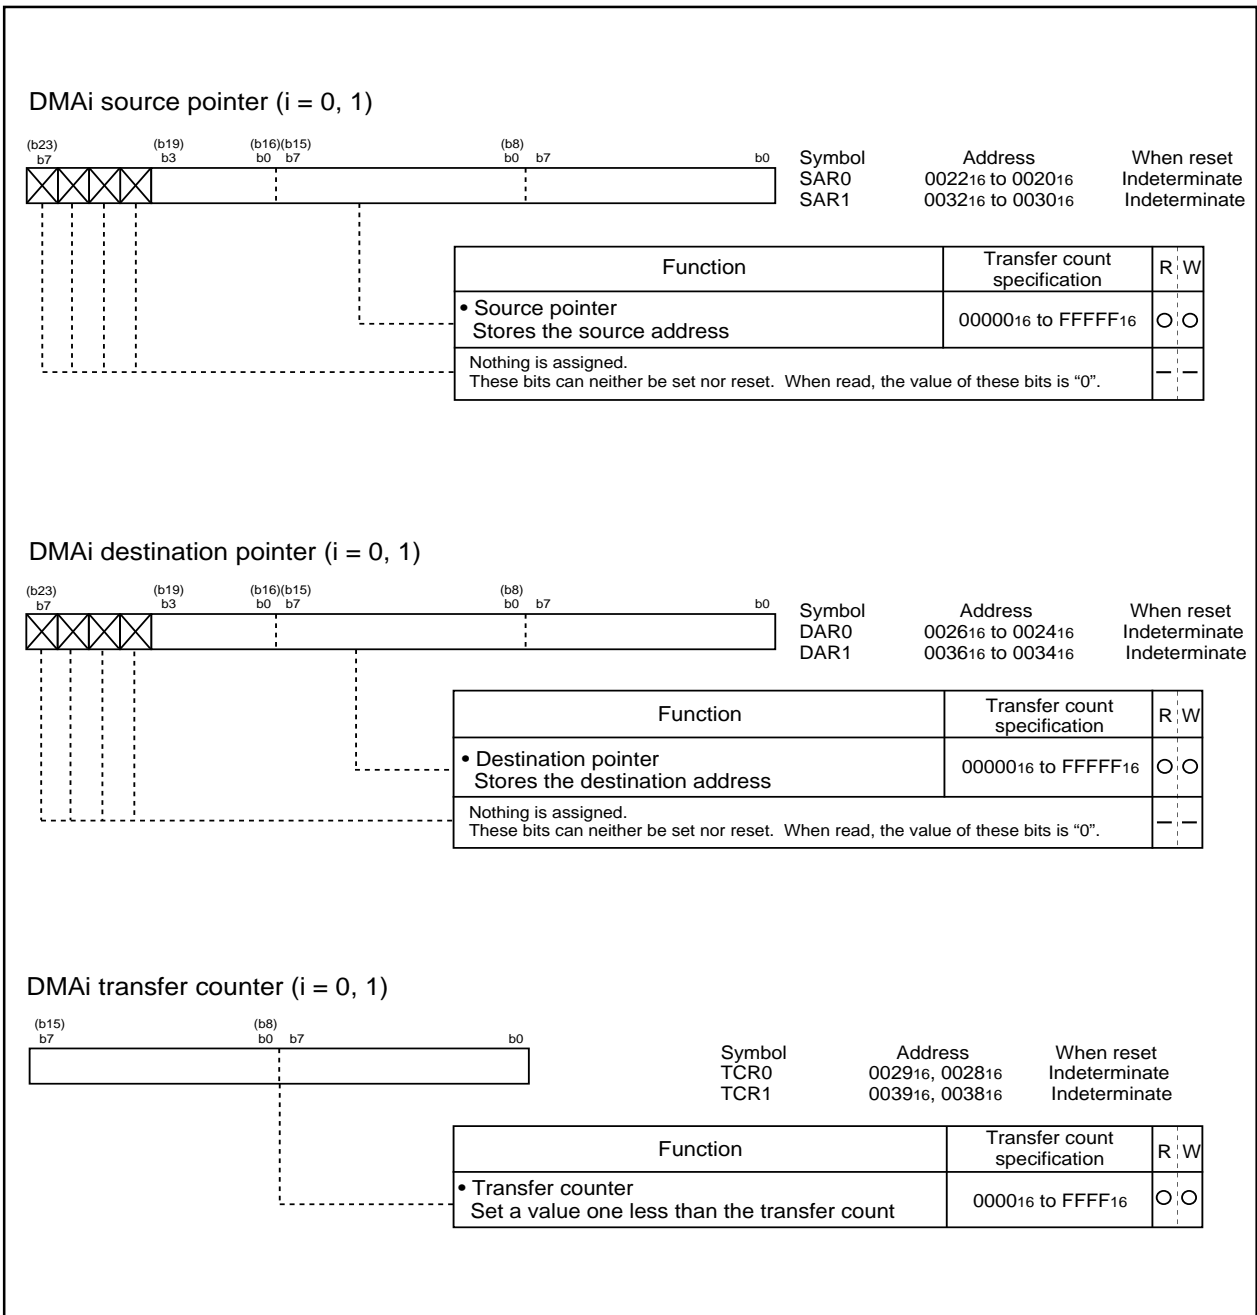 DMAi source pointer (i = 0, 1)
(b23) (b19) (b16)(b15) (b8)
b7 b3 b0 b7 b0 b7 b0
Symbol Address When reset
SAR0 002216 to 002016 Indeterminate
SAR1 003216 to 003016 Indeterminate
Function Transfer count specification R W
• Source pointer
Stores the source address 0000016 to FFFFF16 ○ ○
Nothing is assigned.
These bits can neither be set nor reset. When read, the value of these bits is “0”. – –
DMAi destination pointer (i = 0, 1)
(b23) (b19) (b16)(b15) (b8)
b7 b3 b0 b7 b0 b7 b0
Symbol Address When reset
DAR0 002616 to 002416 Indeterminate
DAR1 003616 to 003416 Indeterminate
Function Transfer count specification R W
• Destination pointer
Stores the destination address 0000016 to FFFFF16 ○ ○
Nothing is assigned.
These bits can neither be set nor reset. When read, the value of these bits is “0”. – –
DMAi transfer counter (i = 0, 1)
(b15) (b8)
b7 b0 b7 b0
Symbol Address When reset
TCR0 002916, 002816 Indeterminate
TCR1 003916, 003816 Indeterminate
Function Transfer count specification R W
• Transfer counter
Set a value one less than the transfer count 000016 to FFFF16 ○ ○